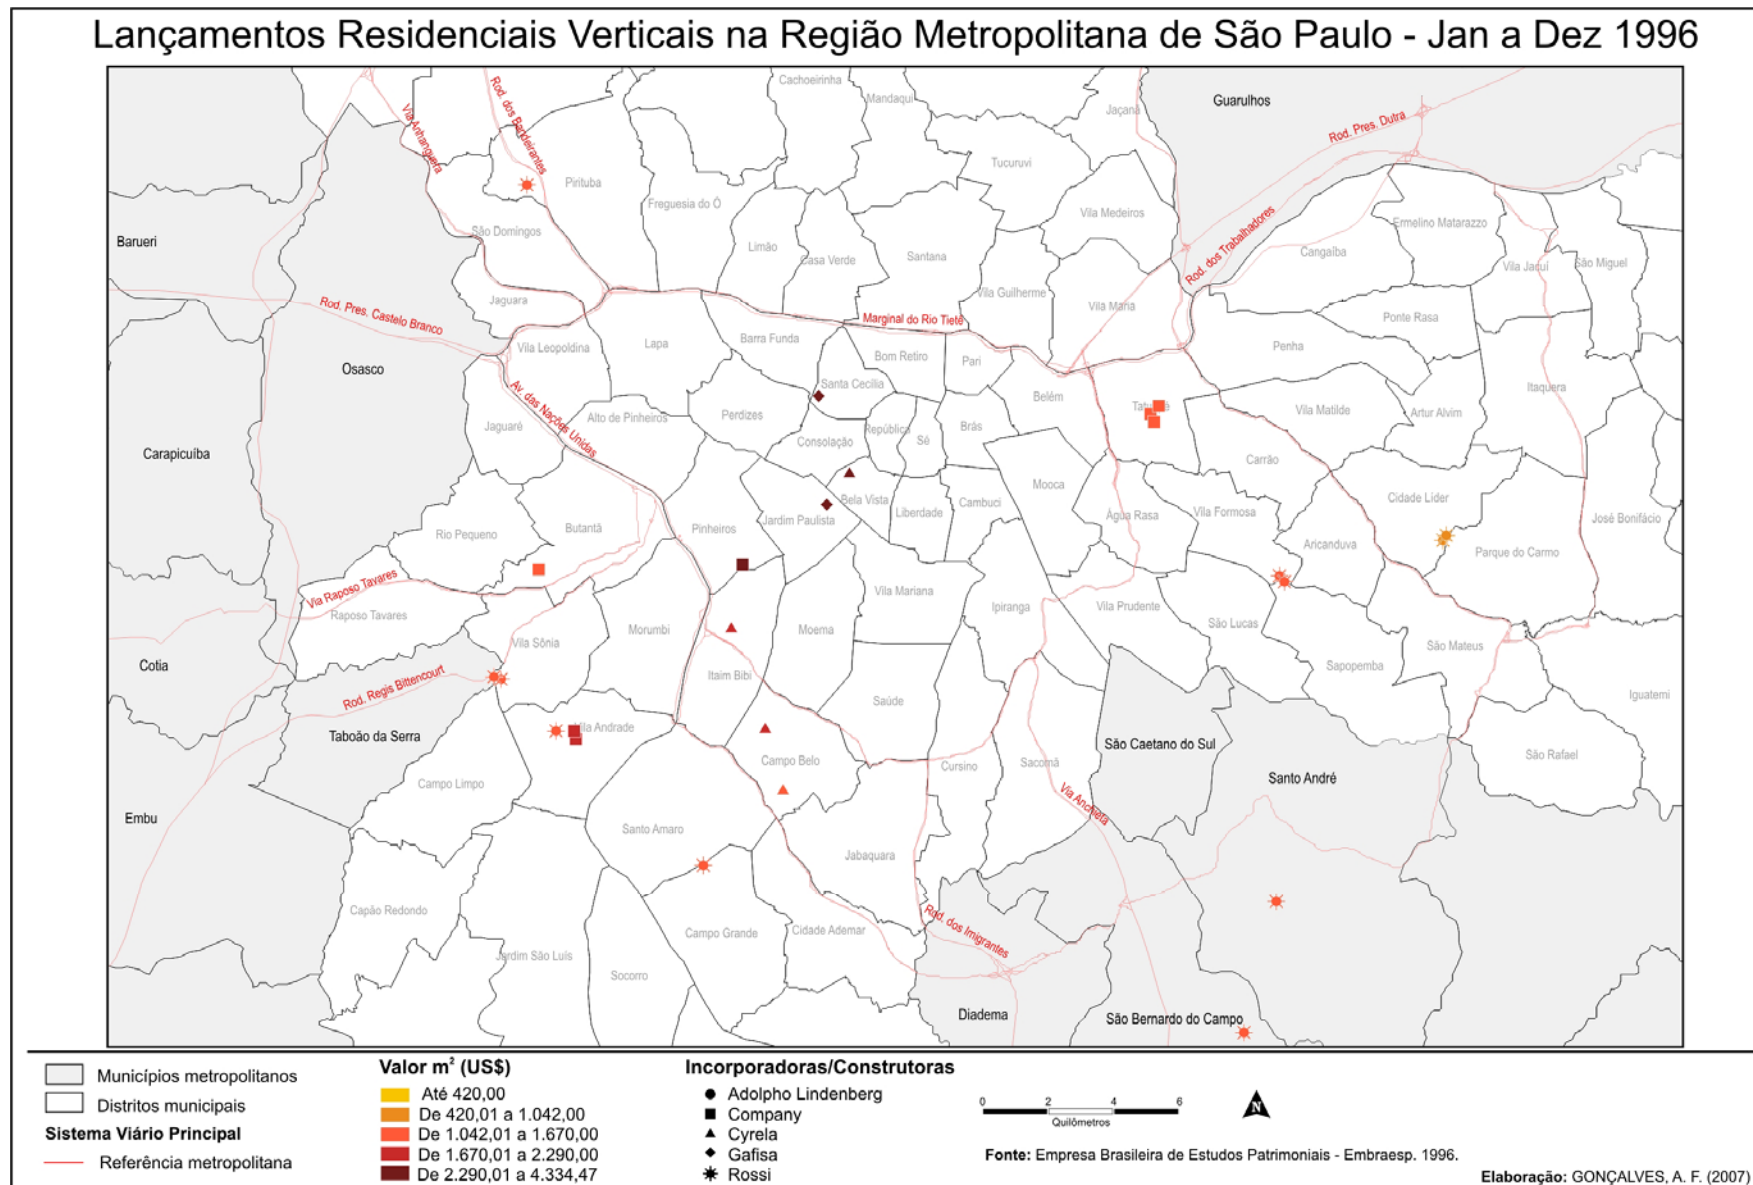 Lançamentos Residenciais Verticais na Região Metropolitana de São Paulo - Jan a Dez 1996
Cachoeirinha
Mandaqui
Jaçanã
Guarulhos
Rod. dos Bandeirantes
Via Anhanguera
Rod. Pres. Dutra
Tucuruvi
Pirituba
Freguesia do Ó
Vila Medeiros
Rod. dos Trabalhadores
Ermelino Matarazzo
Barueri
São Domingos
Limão
Casa Verde
Santana
Cangaíba
Vila Jacuí
São Miguel
Jaguara
Vila Guilherme
Vila Maria
Rod. Pres. Castelo Branco
Marginal do Rio Tietê
Ponte Rasa
Vila Leopoldina
Lapa
Barra Funda
Bom Retiro
Pari
Penha
Osasco
Santa Cecília
Belém
Itaquera
Av. das Nações Unidas
Alto de Pinheiros
Perdizes
Vila Matilde
Artur Alvim
Jaguaré
Consolação
República
Sé
Brás
Carapicuíba
Carrão
Mooca
Cidade Líder
Rio Pequeno
Butantã
Pinheiros
Jardim Paulista
Bela Vista
Liberdade
Cambuci
Água Rasa
Vila Formosa
José Bonifácio
Aricanduva
Parque do Carmo
Via Raposo Tavares
Raposo Tavares
Vila Mariana
Ipiranga
Vila Prudente
São Lucas
Cotia
Vila Sônia
Morumbi
Moema
São Mateus
Sapopemba
Rod. Regis Bittencourt
Itaim Bibi
Saúde
Iguatemi
Taboão da Serra
Vila Andrade
São Caetano do Sul
São Rafael
Campo Limpo
Campo Belo
Cursino
Sacomã
Santo André
Via Anchieta
Embu
Santo Amaro
Jabaquara
Capão Redondo
Campo Grande
Cidade Ademar
Rod. dos Imigrantes
Jardim São Luís
Socorro
Diadema
São Bernardo do Campo
Municípios metropolitanos
Distritos municipais
Sistema Viário Principal
Referência metropolitana
Valor m² (US$)
Até 420,00
De 420,01 a 1.042,00
De 1.042,01 a 1.670,00
De 1.670,01 a 2.290,00
De 2.290,01 a 4.334,47
Incorporadoras/Construtoras
Adolpho Lindenberg
Company
Cyrela
Gafisa
Rossi
0 2 4 6
Quilômetros
N
Fonte: Empresa Brasileira de Estudos Patrimoniais - Embraesp. 1996.
Elaboração: GONÇALVES, A. F. (2007)